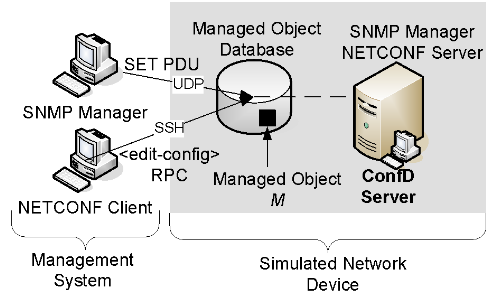 Managed Object
Database
SNMP Manager
NETCONF Server
SET PDU
UDP
SNMP Manager
SSH
<edit-config>
RPC
Managed Object
M
ConfD
Server
NETCONF Client
Management
System
Simulated Network
Device